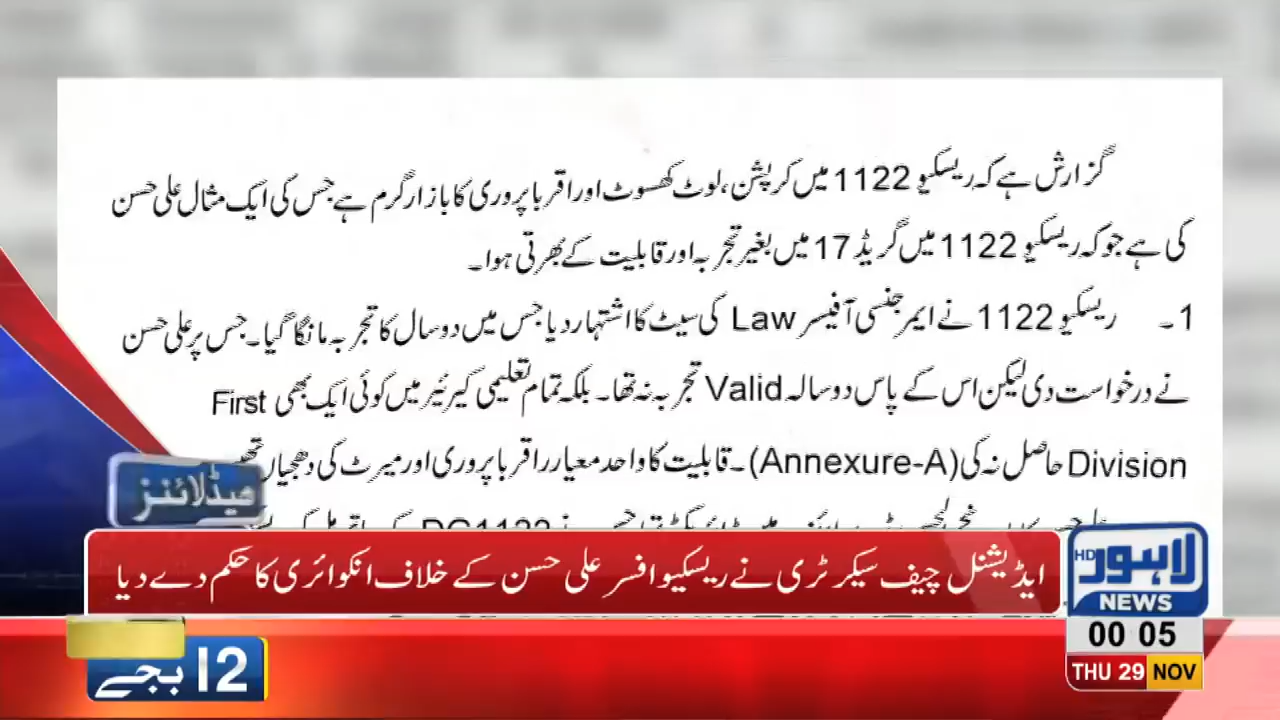 گزارش ہے کہ ریسکیو 1122 میں کرپشن، لوٹ کھسوٹ اور اقربا پروری کا بازار گرم ہے جس کی ایک مثال علی حسن
کی ہے جو کہ ریسکیو 1122 میں گریڈ 17 میں بغیر تجربہ اور قابلیت کے بھرتی ہوا۔
1۔ ریسکیو 1122 نے ایمرجنسی آفیسر Law کی سیٹ کا اشتہار دیا جس میں دو سال کا تجربہ مانگا گیا۔ جس پر علی حسن
نے درخواست دی لیکن اس کے پاس دو سالہ Valid تجربہ نہ تھا۔ بلکہ تمام تعلیمی کیرئیر میں کوئی ایک بھی First
Division حاصل نہ کی (Annexure-A)۔ قابلیت کا واحد معیار اقربا پروری اور میرٹ کی دھجیاں
ہیڈلائنز
ایڈیشنل چیف سیکرٹری نے ریسکیو افسر علی حسن کے خلاف انکوائری کا حکم دے دیا
لاہور HD
NEWS
00 05
THU 29 NOV
12 بجے